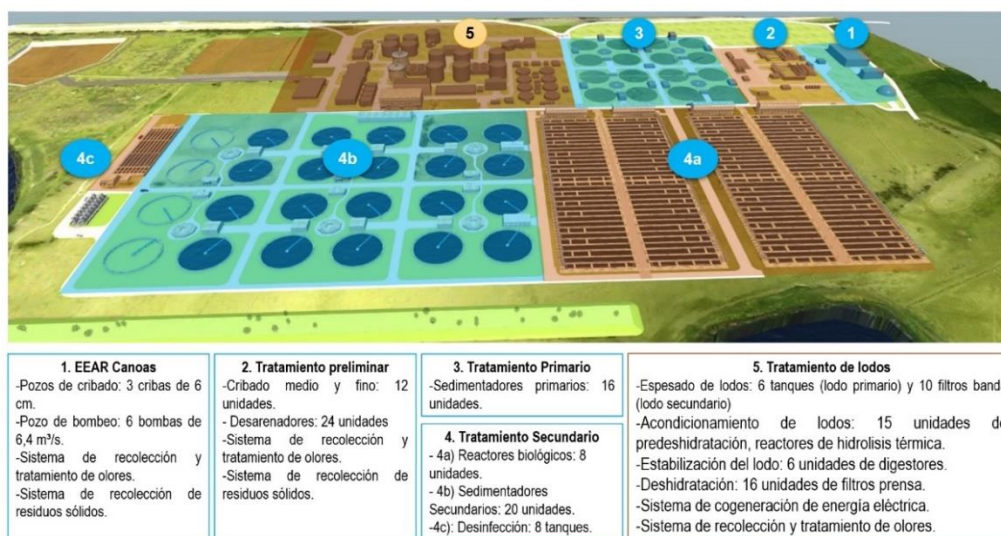 5
3
2
1
4c
4b
4a
1. EEAR Canoas
-Pozos de cribado: 3 cribas de 6
cm.
-Pozo de bombeo: 6 bombas de
6,4 m³/s.
-Sistema de recolección y
tratamiento de olores.
-Sistema de recolección de
residuos sólidos.
2. Tratamiento preliminar
-Cribado medio y fino: 12
unidades.
- Desarenadores: 24 unidades
-Sistema de recolección y
tratamiento de olores.
-Sistema de recolección de
residuos sólidos.
3. Tratamiento Primario
-Sedimentadores primarios: 16
unidades.
4. Tratamiento Secundario
- 4a) Reactores biológicos: 8
unidades.
- 4b) Sedimentadores
Secundarios: 20 unidades.
-4c): Desinfección: 8 tanques.
5. Tratamiento de lodos
-Espesado de lodos: 6 tanques (lodo primario) y 10 filtros band
(lodo secundario)
-Acondicionamiento de lodos: 15 unidades de
predeshidratación, reactores de hidrolisis térmica.
-Estabilización del lodo: 6 unidades de digestores.
-Deshidratación: 16 unidades de filtros prensa.
-Sistema de cogeneración de energía eléctrica.
-Sistema de recolección y tratamiento de olores.